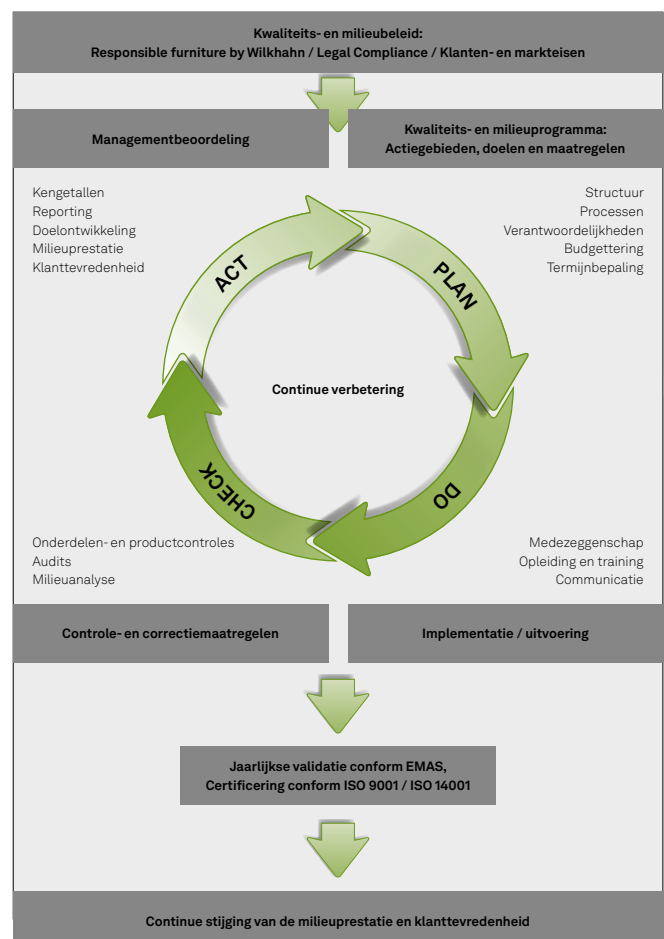 Kwaliteits- en milieubeleid:
Responsible furniture by Wilkhahn / Legal Compliance / Klanten- en markteisen
Managementbeoordeling
Kwaliteits- en milieuprogramma:
Actiegebieden, doelen en maatregelen
Kengetallen
Reporting
Doelontwikkeling
Milieuprestatie
Klanttevredenheid
Structuur
Processen
Verantwoordelijkheden
Budgettering
Termijnbepaling
ACT
PLAN
Continue verbetering
CHECK
DO
Onderdelen- en productcontroles
Audits
Milieuanalyse
Medezeggenschap
Opleiding en training
Communicatie
Controle- en correctiemaatregelen
Implementatie / uitvoering
Jaarlijkse validatie conform EMAS,
Certificering conform ISO 9001 / ISO 14001
Continue stijging van de milieuprestatie en klanttevredenheid